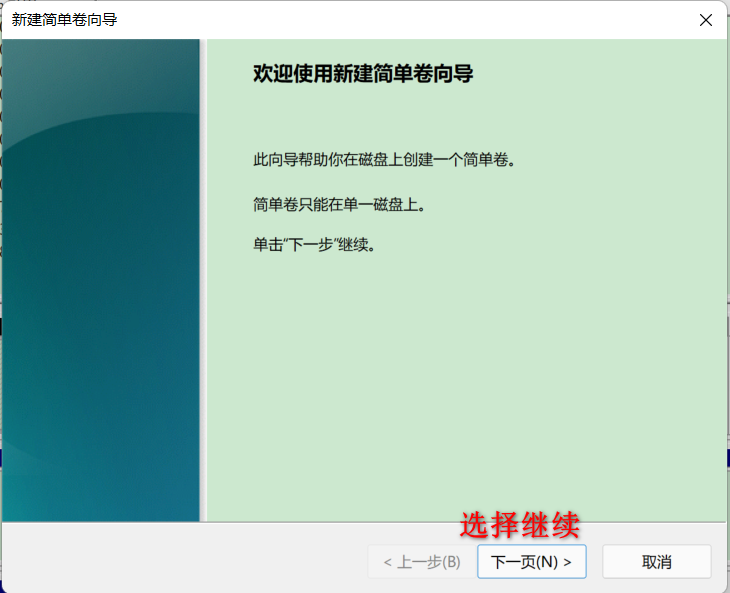 新建简单卷向导
欢迎使用新建简单卷向导
此向导帮助你在磁盘上创建一个简单卷。
简单卷只能在单一磁盘上。
单击“下一步”继续。
选择继续
< 上一步(B) 下一页(N) > 取消